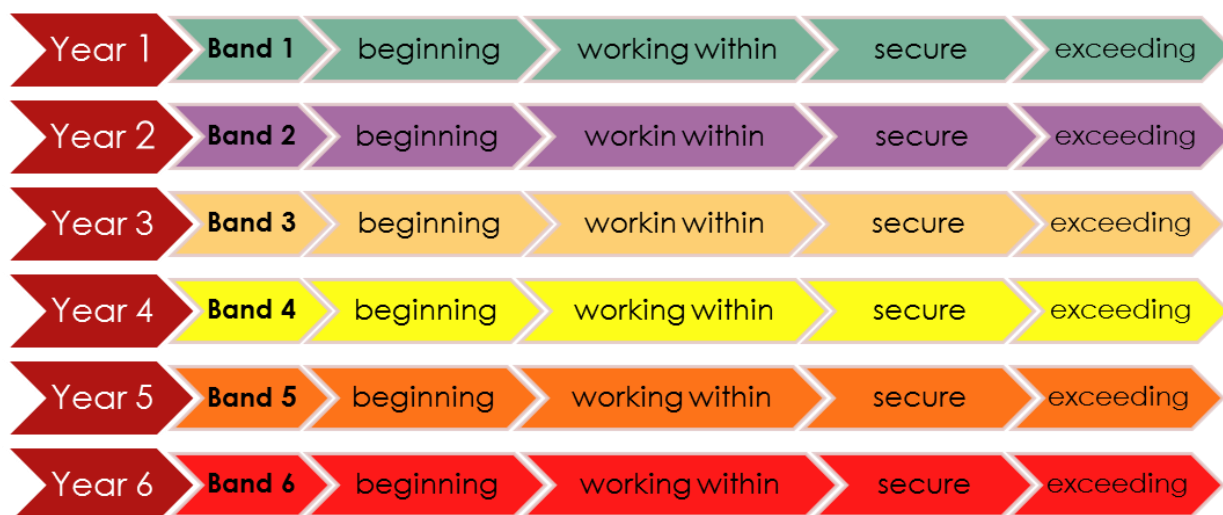 Year 1 Band 1 beginning working within secure exceeding
Year 2 Band 2 beginning workin within secure exceeding
Year 3 Band 3 beginning workin within secure exceeding
Year 4 Band 4 beginning working within secure exceeding
Year 5 Band 5 beginning working within secure exceeding
Year 6 Band 6 beginning working within secure exceeding